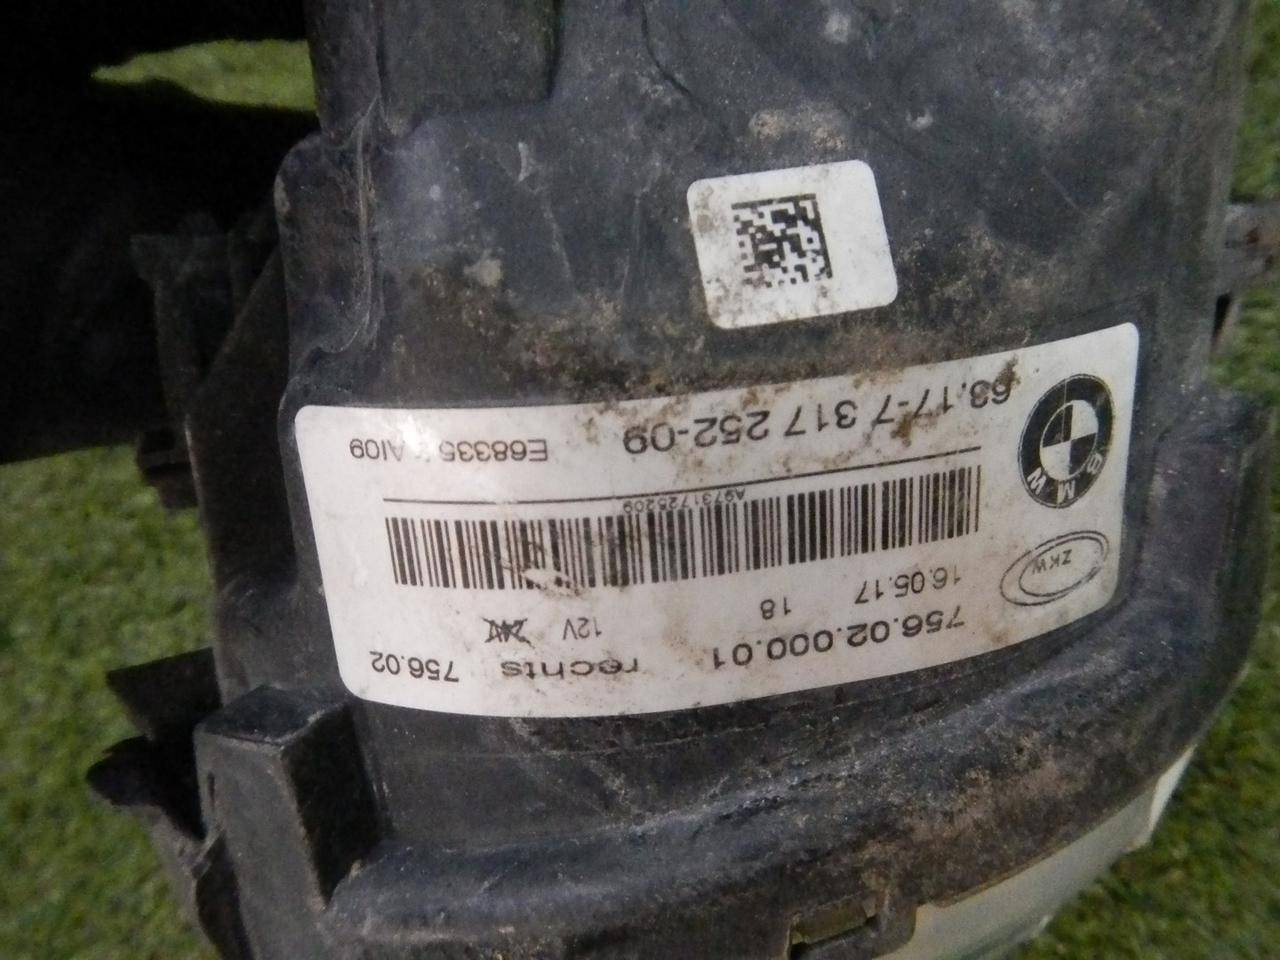 756.02.000.01 rechts 756.02
16.05.17 18 12V 24V
ZKW
A9731725209
BMW
63.17-7 317 252-09 E68335 AI09